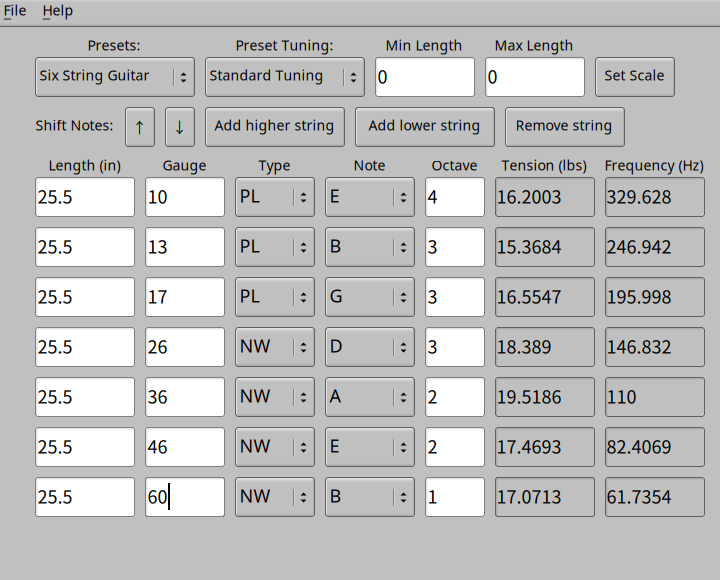 File Help
Presets: Preset Tuning: Min Length Max Length
Six String Guitar Standard Tuning 0 0 Set Scale
Shift Notes: ↑ ↓ Add higher string Add lower string Remove string
Length (in) Gauge Type Note Octave Tension (lbs) Frequency (Hz)
25.5 10 PL E 4 16.2003 329.628
25.5 13 PL B 3 15.3684 246.942
25.5 17 PL G 3 16.5547 195.998
25.5 26 NW D 3 18.389 146.832
25.5 36 NW A 2 19.5186 110
25.5 46 NW E 2 17.4693 82.4069
25.5 60 NW B 1 17.0713 61.7354